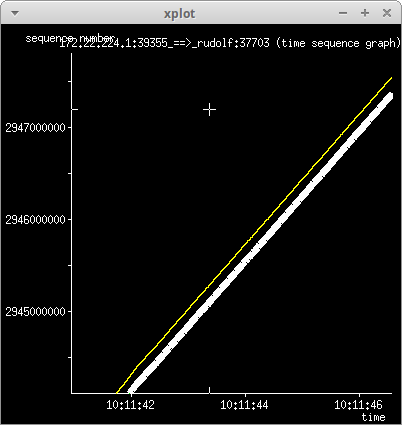 xplot
sequence number
172.22.224.1:39355_==>_rudolf:37703 (time sequence graph)
2947000000
2946000000
2945000000
10:11:42 10:11:44 10:11:46
time